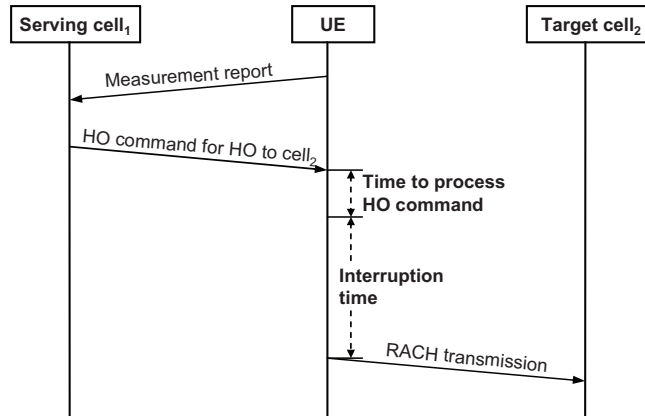 Serving cell₁
UE
Target cell₂
Measurement report
HO command for HO to cell₂
Time to process
HO command
Interruption
time
RACH transmission